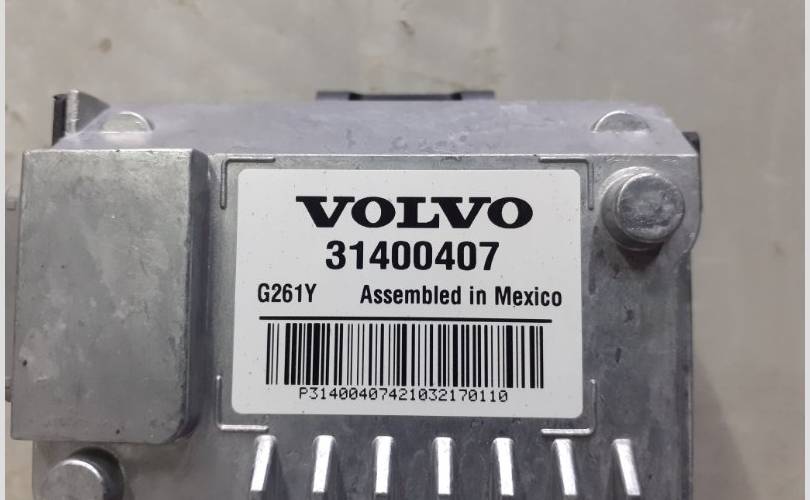 VOLVO
31400407
G261Y Assembled in Mexico
P31400407421032170110